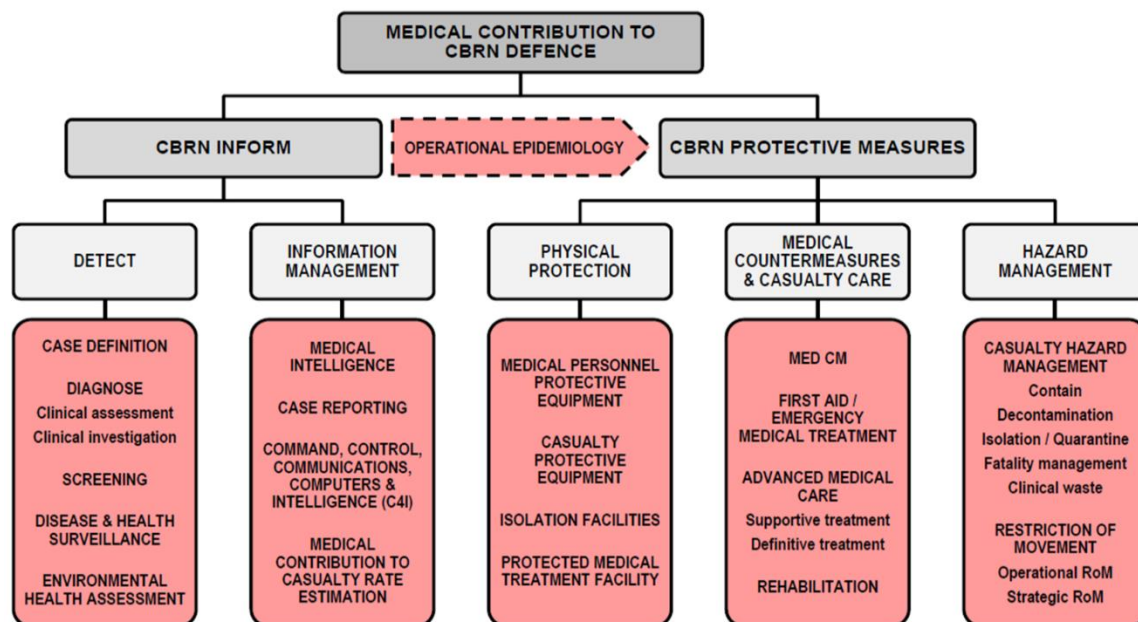 MEDICAL CONTRIBUTION TO
CBRN DEFENCE
CBRN INFORM
OPERATIONAL EPIDEMIOLOGY
CBRN PROTECTIVE MEASURES
DETECT
INFORMATION
MANAGEMENT
PHYSICAL
PROTECTION
MEDICAL
COUNTERMEASURES
& CASUALTY CARE
HAZARD
MANAGEMENT
CASE DEFINITION
DIAGNOSE
Clinical assessment
Clinical investigation
SCREENING
DISEASE & HEALTH
SURVEILLANCE
ENVIRONMENTAL
HEALTH ASSESSMENT
MEDICAL
INTELLIGENCE
CASE REPORTING
COMMAND, CONTROL,
COMMUNICATIONS,
COMPUTERS &
INTELLIGENCE (C4I)
MEDICAL
CONTRIBUTION TO
CASUALTY RATE
ESTIMATION
MEDICAL PERSONNEL
PROTECTIVE
EQUIPMENT
CASUALTY
PROTECTIVE
EQUIPMENT
ISOLATION FACILITIES
PROTECTED MEDICAL
TREATMENT FACILITY
MED CM
FIRST AID /
EMERGENCY
MEDICAL TREATMENT
ADVANCED MEDICAL
CARE
Supportive treatment
Definitive treatment
REHABILITATION
CASUALTY HAZARD
MANAGEMENT
Contain
Decontamination
Isolation / Quarantine
Fatality management
Clinical waste
RESTRICTION OF
MOVEMENT
Operational RoM
Strategic RoM